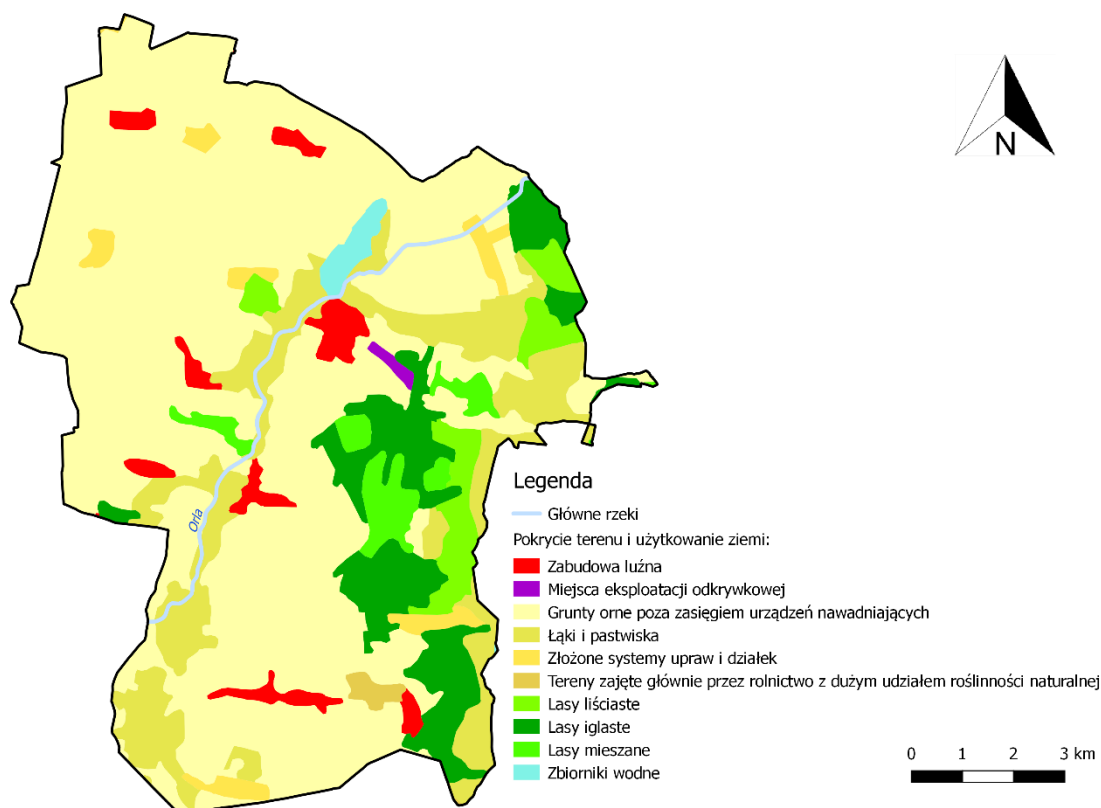 N
Orla
Legenda
Główne rzeki
Pokrycie terenu i użytkowanie ziemi:
Zabudowa luźna
Miejsca eksploatacji odkrywkowej
Grunty orne poza zasięgiem urządzeń nawadniających
Łąki i pastwiska
Złożone systemy upraw i działek
Tereny zajęte głównie przez rolnictwo z dużym udziałem roślinności naturalnej
Lasy liściaste
Lasy iglaste
Lasy mieszane
Zbiorniki wodne
0 1 2 3 km